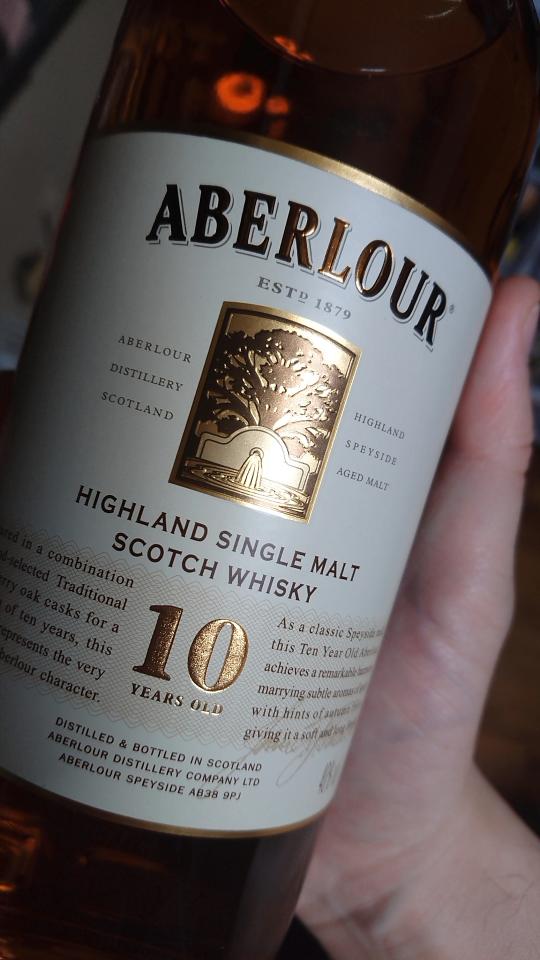 ABERLOUR®
ESTD 1879
ABERLOUR
DISTILLERY
SCOTLAND
HIGHLAND
SPEYSIDE
AGED MALT
HIGHLAND SINGLE MALT
SCOTCH WHISKY
in a combination
Traditional
oak casks for a
of ten years, this
the very
character.
10
YEARS OLD
As a classic Speyside
this Ten Year Old
achieves a remarkable
marrying subtle aromas
with hints of autumn
giving it a soft and
DISTILLED & BOTTLED IN SCOTLAND
ABERLOUR DISTILLERY COMPANY LTD
ABERLOUR SPEYSIDE AB38 9PJ